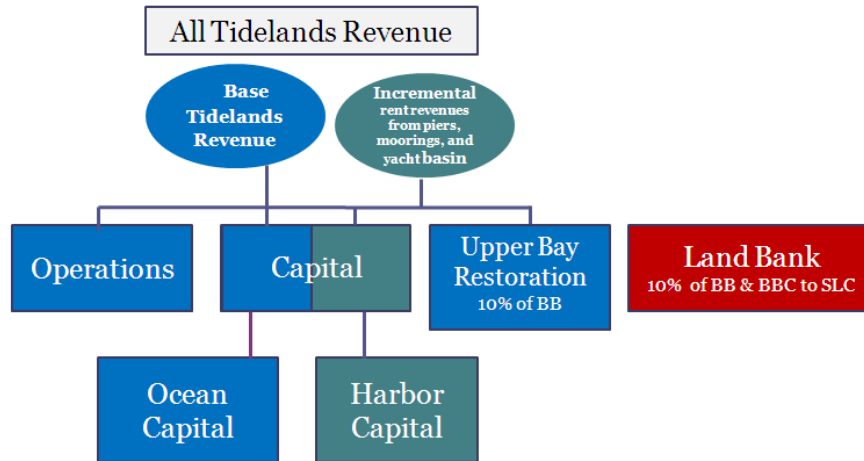 All Tidelands Revenue
Base
Tidelands
Revenue
Incremental
rent revenues
from piers,
moorings, and
yacht basin
Operations
Capital
Upper Bay
Restoration
10% of BB
Land Bank
10% of BB & BBC to SLC
Ocean
Capital
Harbor
Capital